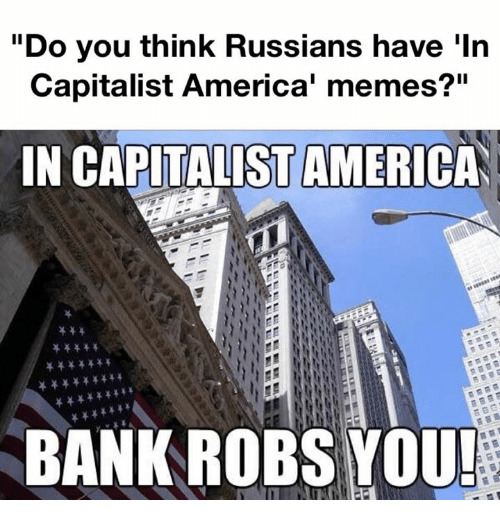 "Do you think Russians have 'In
Capitalist America' memes?"
IN CAPITALIST AMERICA
BANK ROBS YOU!